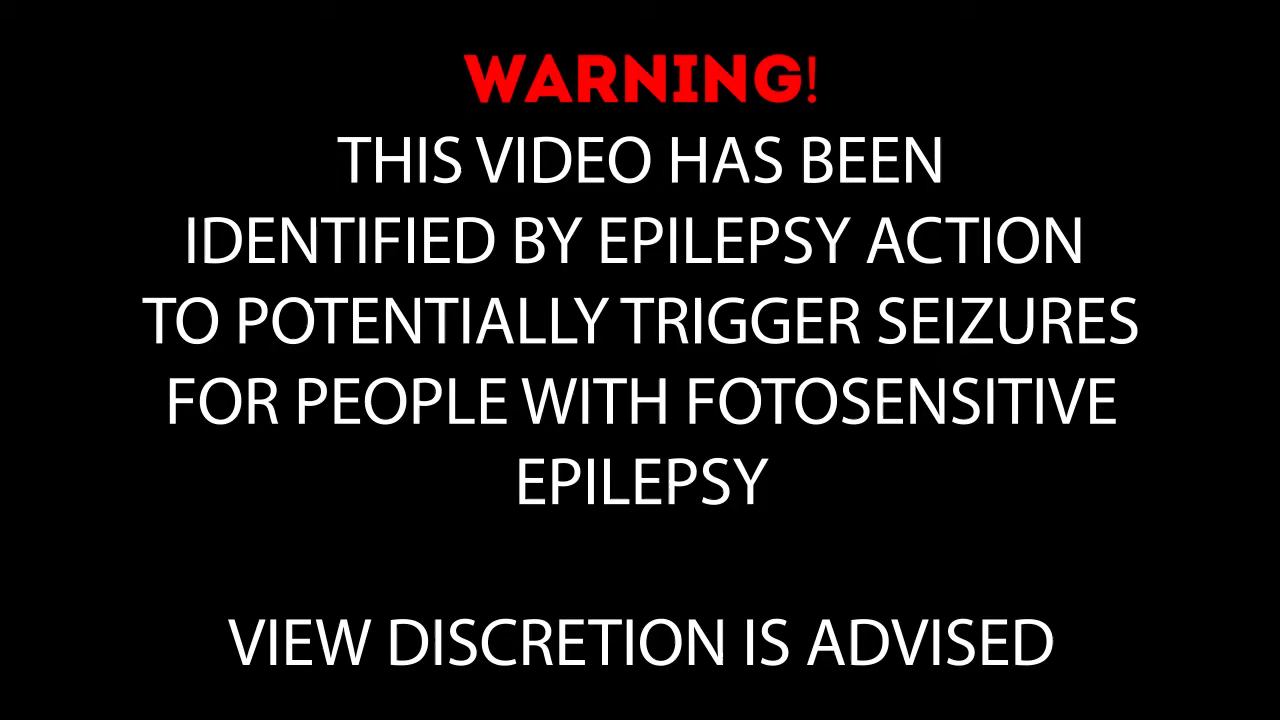 WARNING!
THIS VIDEO HAS BEEN
IDENTIFIED BY EPILEPSY ACTION
TO POTENTIALLY TRIGGER SEIZURES
FOR PEOPLE WITH FOTOSENSITIVE
EPILEPSY
VIEW DISCRETION IS ADVISED